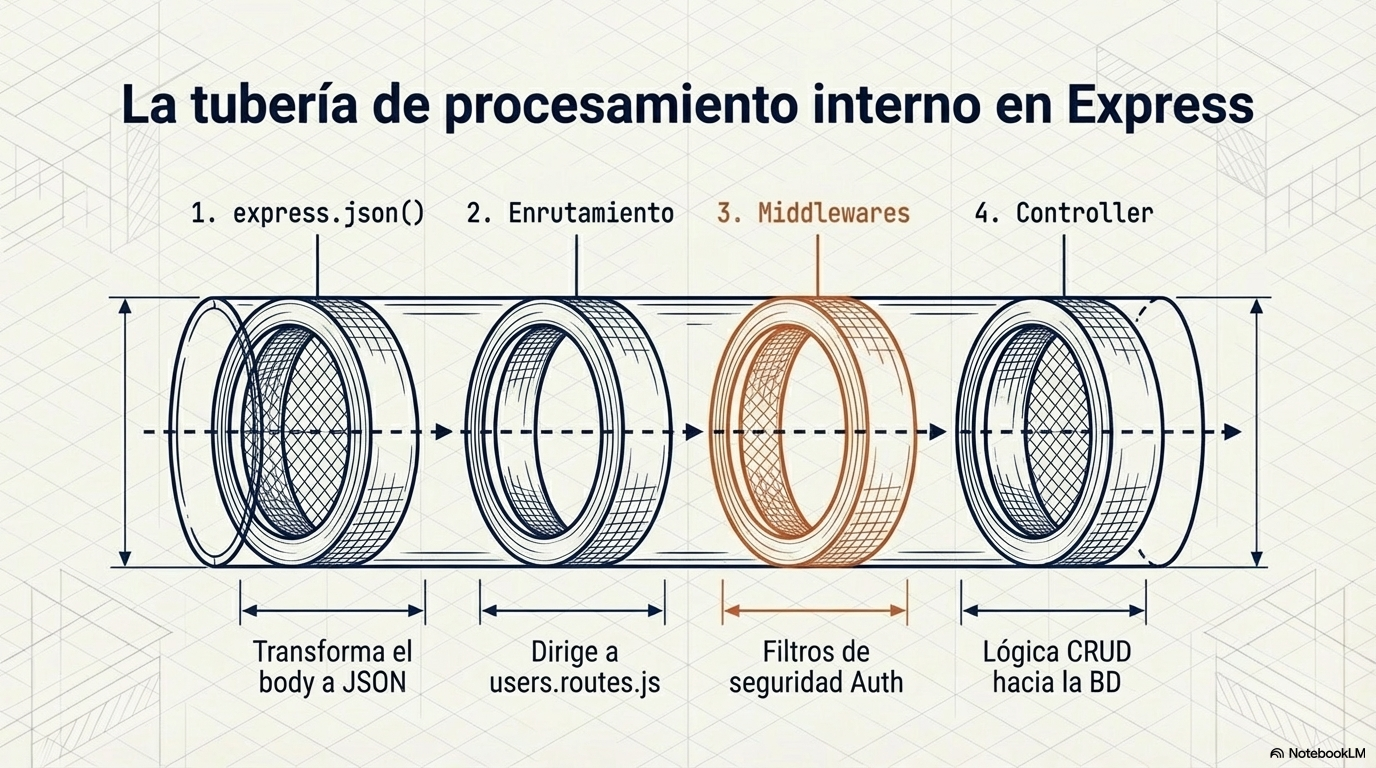 La tubería de procesamiento interno en Express
1. express.json()
2. Enrutamiento
3. Middlewares
4. Controller
Transforma el
body a JSON
Dirige a
users.routes.js
Filtros de
seguridad Auth
Lógica CRUD
hacia la BD
NotebookLM